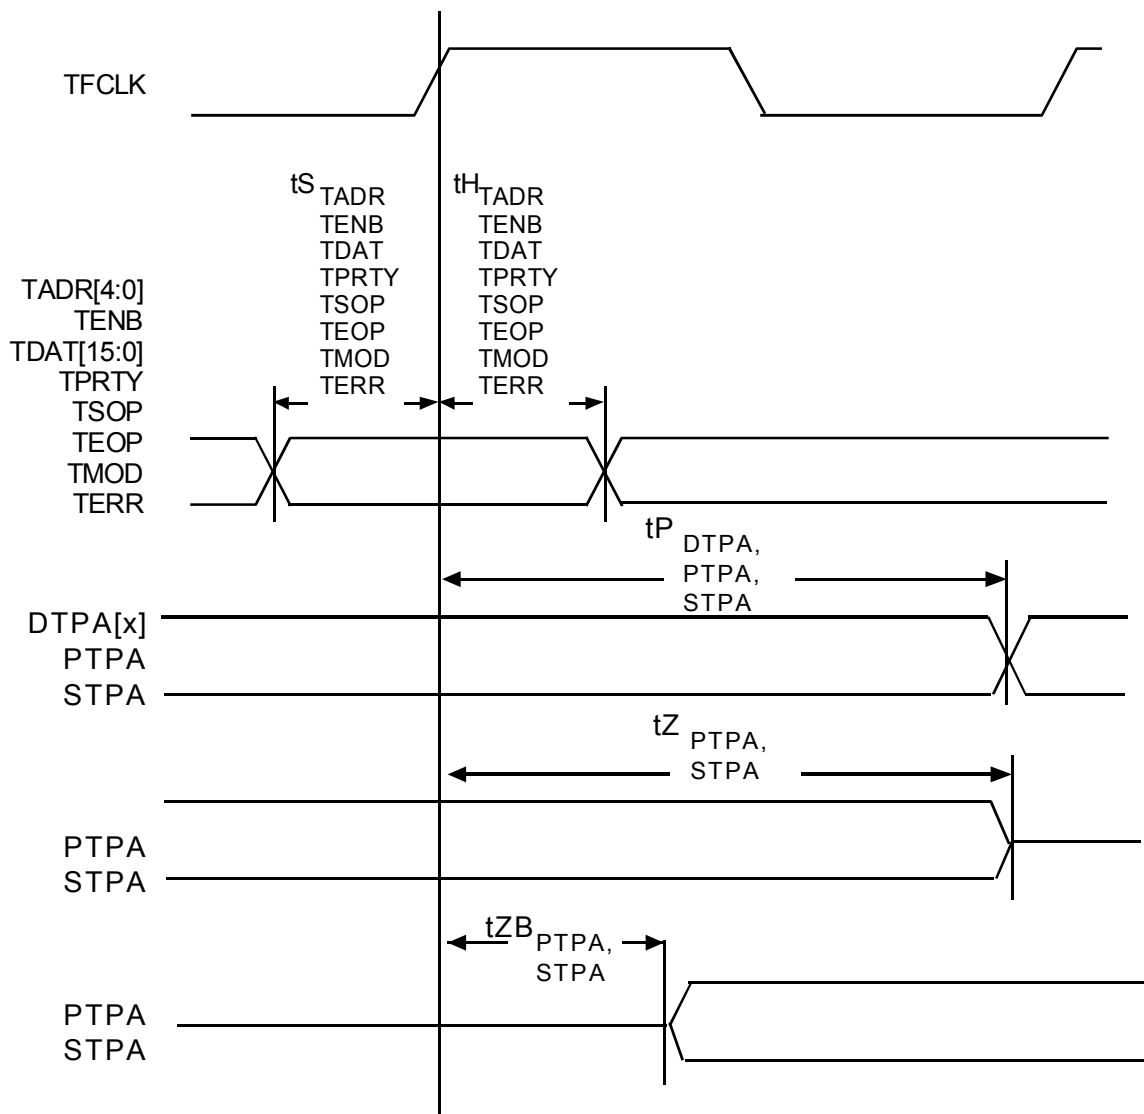 TFCLK
tS TADR
TENB
TDAT
TPRTY
TSOP
TEOP
TMOD
TERR
tH TADR
TENB
TDAT
TPRTY
TSOP
TEOP
TMOD
TERR
TADR[4:0]
TENB
TDAT[15:0]
TPRTY
TSOP
TEOP
TMOD
TERR
tP DTPA,
PTPA,
STPA
DTPA[x]
PTPA
STPA
tZ PTPA,
STPA
PTPA
STPA
tZB PTPA,
STPA
PTPA
STPA